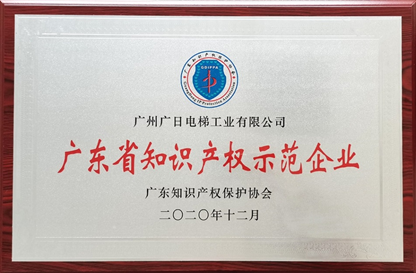 GDIPPA
广州广日电梯工业有限公司
广东省知识产权示范企业
广东知识产权保护协会
二〇二〇年十二月